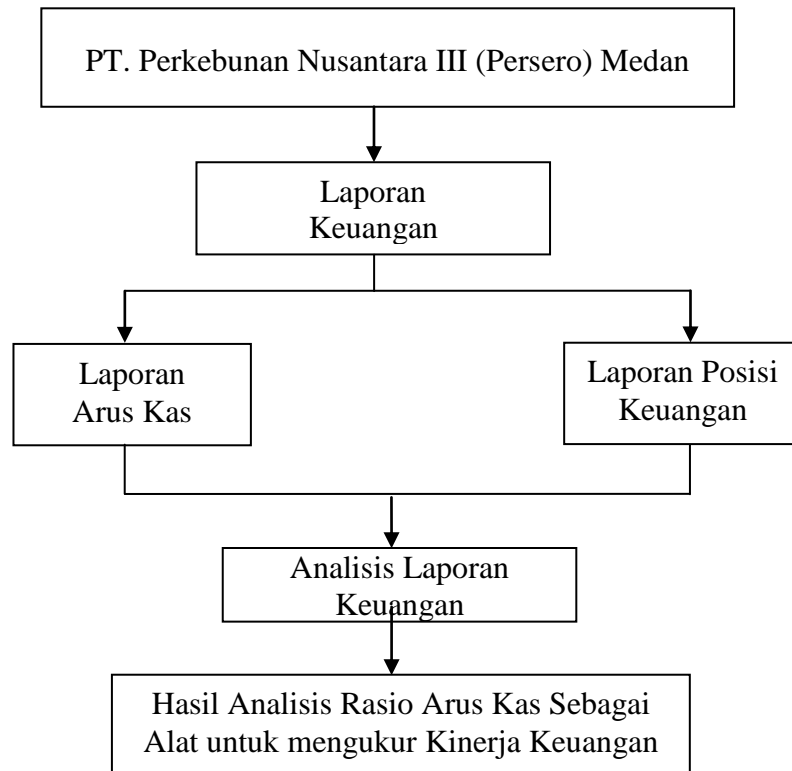 PT. Perkebunan Nusantara III (Persero) Medan
Laporan
Keuangan
Laporan
Arus Kas
Laporan Posisi
Keuangan
Analisis Laporan
Keuangan
Hasil Analisis Rasio Arus Kas Sebagai
Alat untuk mengukur Kinerja Keuangan